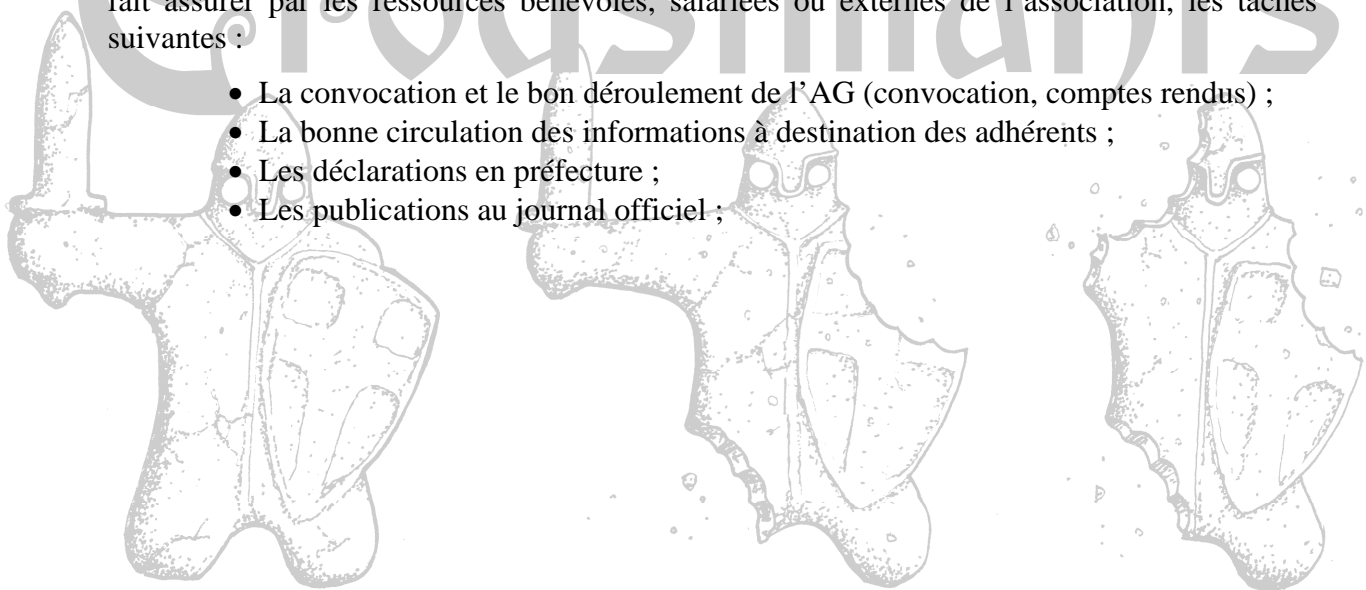 fait assurer par les ressources bénévoles, salariées ou externes de l'association, les tâches
suivantes :
• La convocation et le bon déroulement de l'AG (convocation, comptes rendus) ;
• La bonne circulation des informations à destination des adhérents ;
• Les déclarations en préfecture ;
• Les publications au journal officiel ;